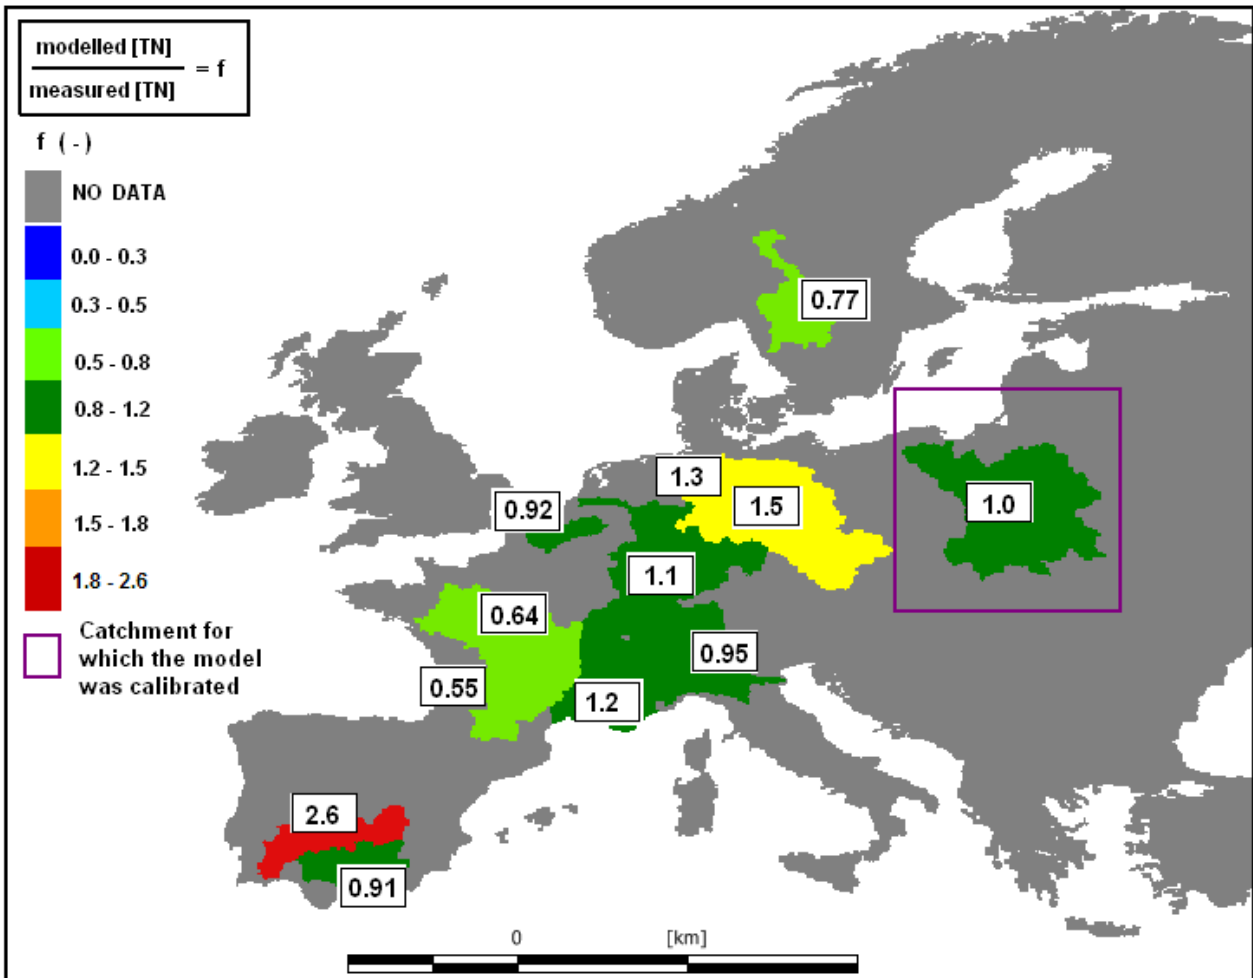 modelled [TN]
measured [TN]
= f
f ( - )
NO DATA
0.0 - 0.3
0.3 - 0.5
0.5 - 0.8
0.8 - 1.2
1.2 - 1.5
1.5 - 1.8
1.8 - 2.6
Catchment for
which the model
was calibrated
0.77
1.3
1.5
0.92
1.0
1.1
0.64
0.95
0.55
1.2
2.6
0.91
0 [km]